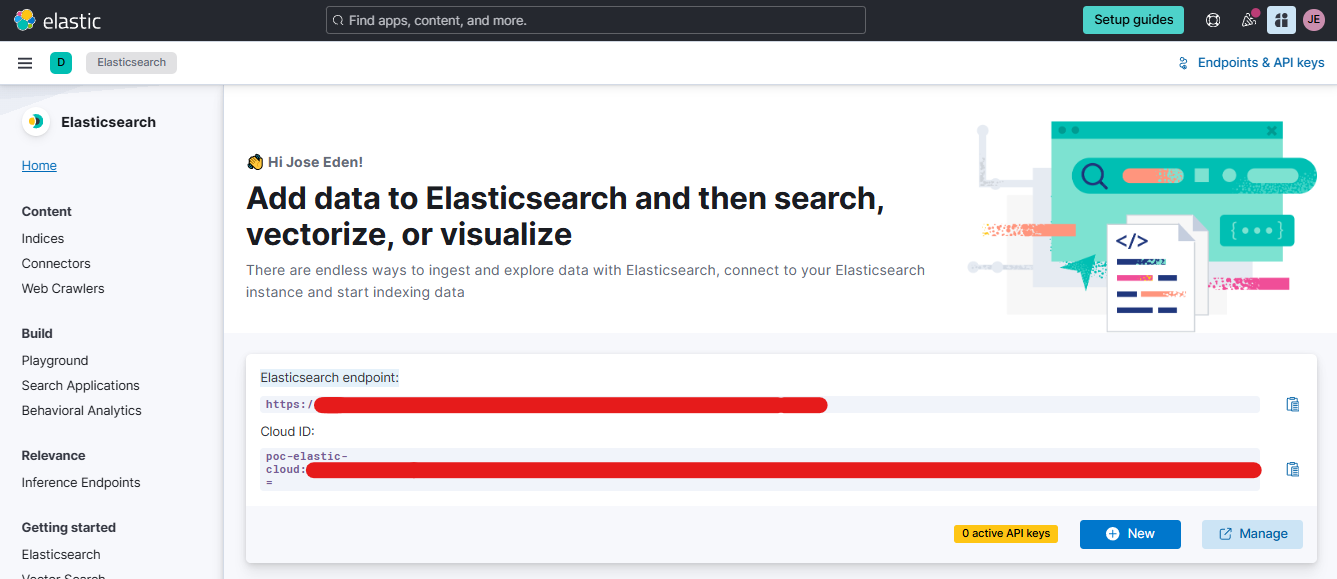 elastic
Find apps, content, and more.
Setup guides
JE
D
Elasticsearch
Endpoints & API keys
Elasticsearch
Home
Content
Indices
Connectors
Web Crawlers
Build
Playground
Search Applications
Behavioral Analytics
Relevance
Inference Endpoints
Getting started
Elasticsearch
Vector Search
👋 Hi Jose Eden!
Add data to Elasticsearch and then search,
vectorize, or visualize
There are endless ways to ingest and explore data with Elasticsearch, connect to your Elasticsearch
instance and start indexing data
</>
{•••}
Elasticsearch endpoint:
https:/
Cloud ID:
poc-elastic-
cloud:
=
0 active API keys
New
Manage